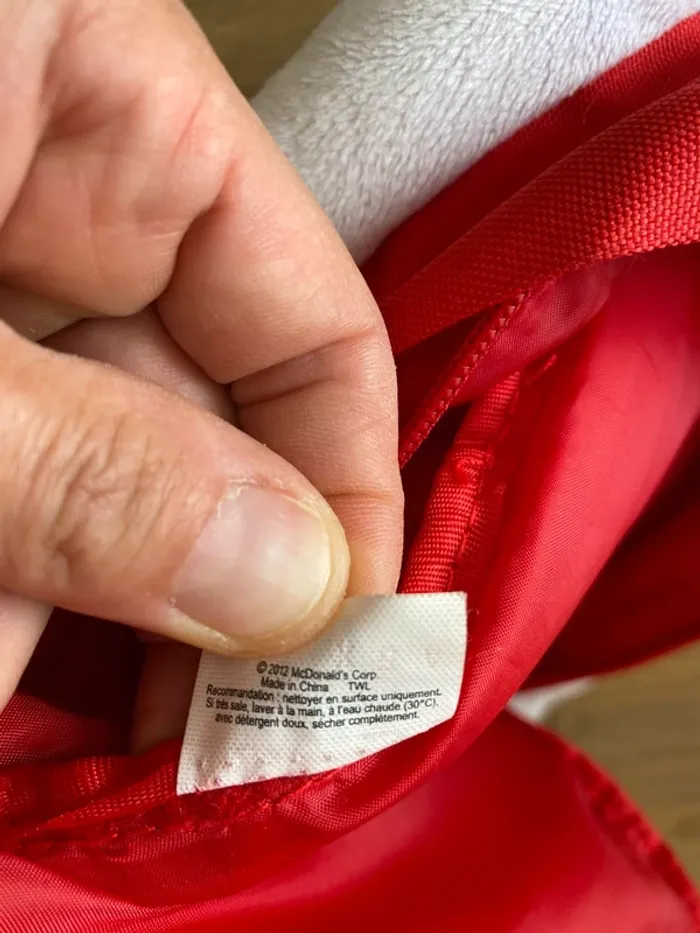 © 2012 McDonald's Corp.
Made in China TWL
Recommandation : nettoyer en surface uniquement.
Si très sale, laver à la main, à l'eau chaude (30°C).
avec détergent doux, sécher complètement.